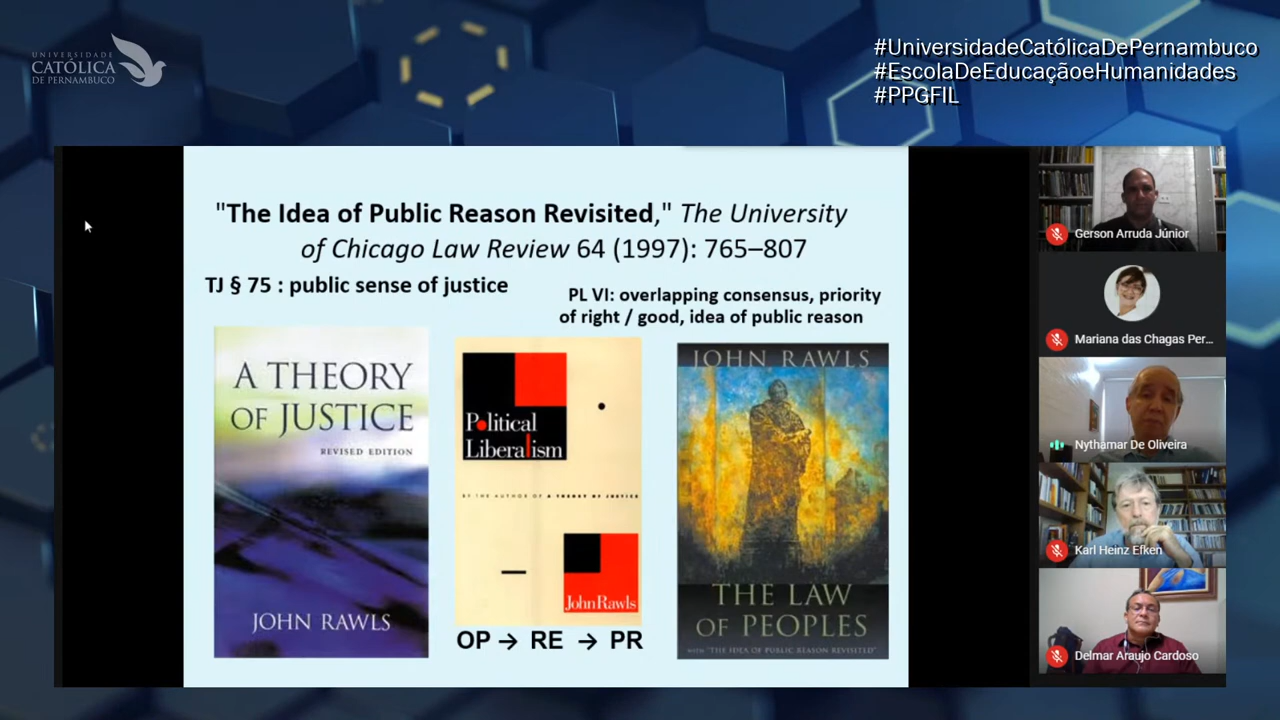 UNIVERSIDADE
CATÓLICA
DE PERNAMBUCO
#UniversidadeCatólicaDePernambuco
#EscolaDeEducaçãoeHumanidades
#PPGFIL
"The Idea of Public Reason Revisited," The University
of Chicago Law Review 64 (1997): 765–807
TJ § 75 : public sense of justice
PL VI: overlapping consensus, priority
of right / good, idea of public reason
A THEORY
OF JUSTICE
REVISED EDITION
JOHN RAWLS
Political
Liberalism
BY THE AUTHOR OF A THEORY OF JUSTICE
John Rawls
OP → RE → PR
JOHN RAWLS
THE LAW
OF PEOPLES
WITH "THE IDEA OF PUBLIC REASON REVISITED"
Gerson Arruda Júnior
Mariana das Chagas Per...
Nythamar De Oliveira
Karl Heinz Efken
Delmar Araujo Cardoso